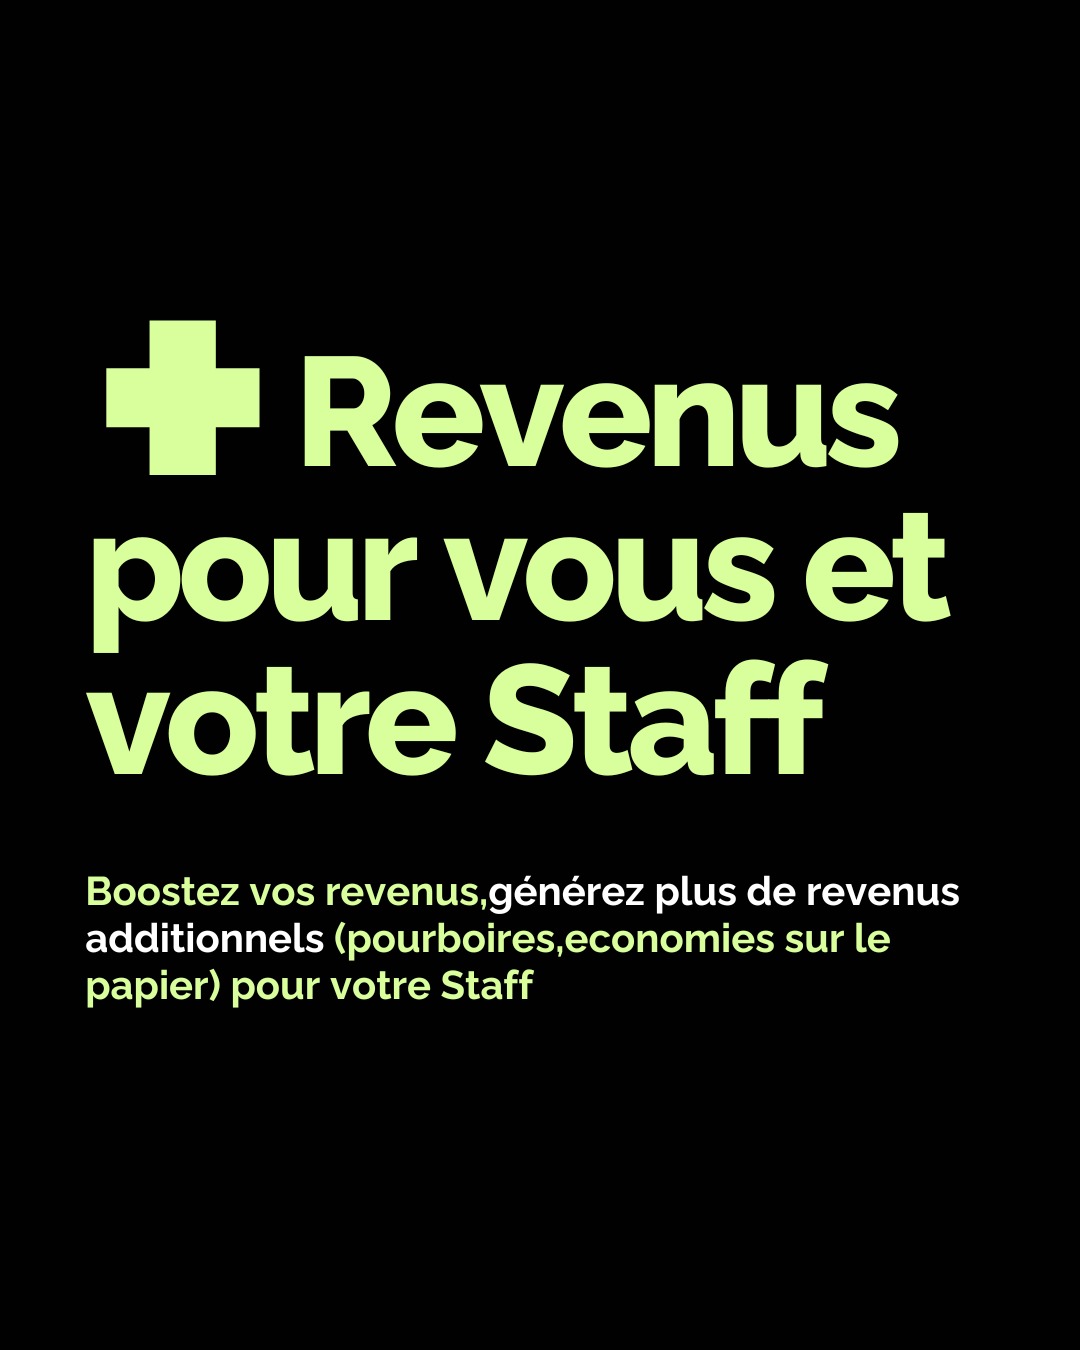 + Revenus
pour vous et
votre Staff
Boostez vos revenus,générez plus de revenus
additionnels (pourboires,economies sur le
papier) pour votre Staff